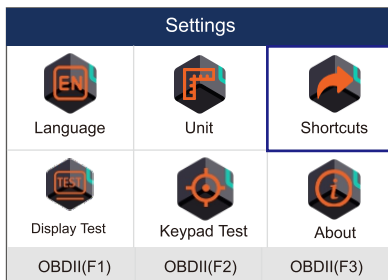 Settings
EN
Language
Unit
Shortcuts
TEST
Display Test
Keypad Test
i
About
OBDII(F1)
OBDII(F2)
OBDII(F3)